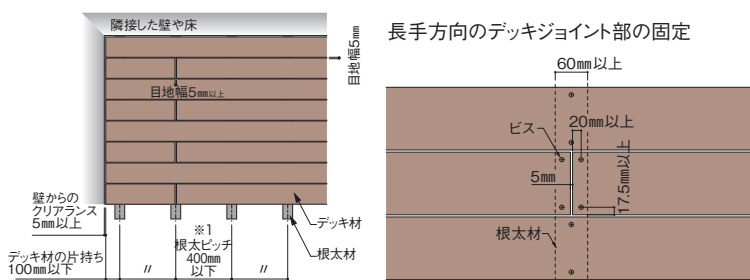 隣接した壁や床
目地幅5㎜
目地幅5㎜以上
壁からの
クリアランス
5㎜以上
デッキ材
※1
根太ピッチ
400㎜
以下
根太材
デッキ材の片持ち
100㎜以下
〃
〃
長手方向のデッキジョイント部の固定
60㎜以上
ビス
20㎜以上
5㎜
17.5㎜以上
根太材